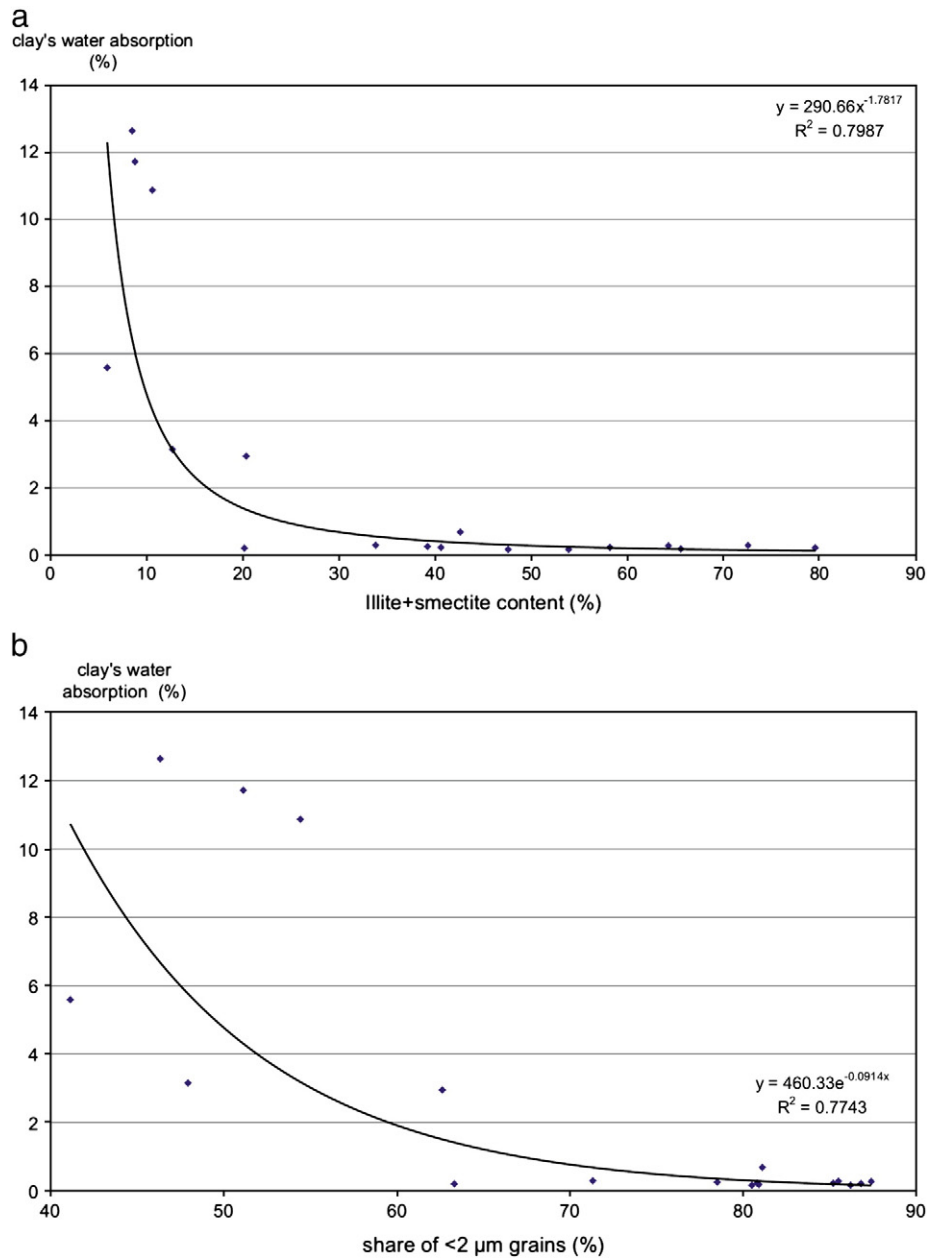 a
clay's water absorption
(%)
14
12
10
8
6
4
2
0
y = 290.66x^-1.7817
R² = 0.7987
0 10 20 30 40 50 60 70 80 90
Illite+smectite content (%)
b
clay's water
absorption (%)
14
12
10
8
6
4
2
0
y = 460.33e^-0.0914x
R² = 0.7743
40 50 60 70 80 90
share of <2 µm grains (%)